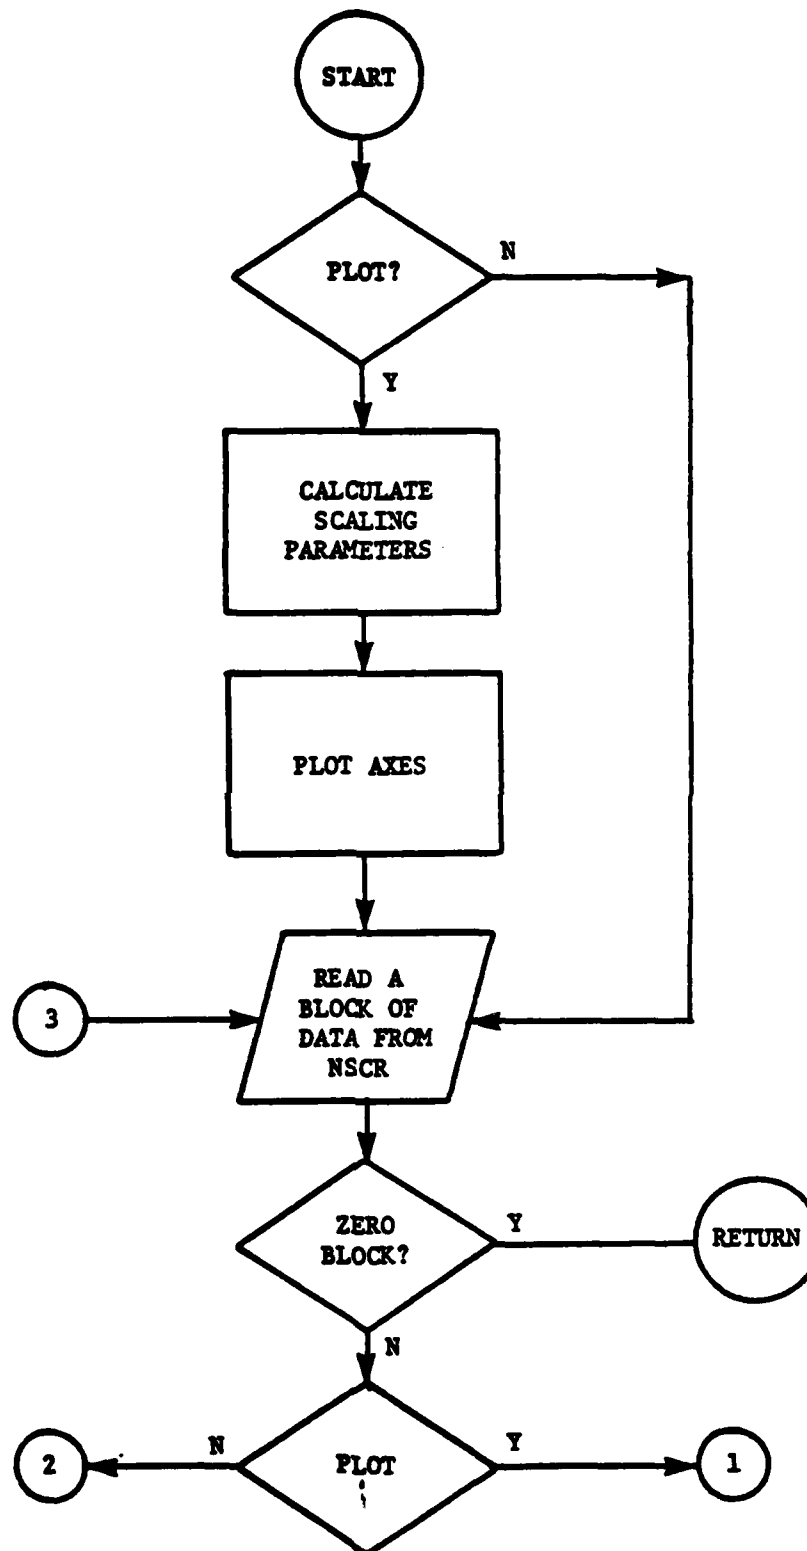 START
PLOT?
N
Y
CALCULATE
SCALING
PARAMETERS
PLOT AXES
READ A
BLOCK OF
DATA FROM
NSCR
3
ZERO
BLOCK?
Y
RETURN
N
2
N
PLOT
Y
1